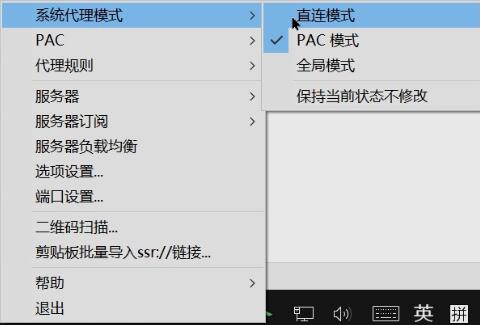 系统代理模式
PAC
代理规则
服务器
服务器订阅
服务器负载均衡
选项设置...
端口设置...
二维码扫描...
剪贴板批量导入ssr://链接...
帮助
退出
直连模式
PAC 模式
全局模式
保持当前状态不修改
英
拼